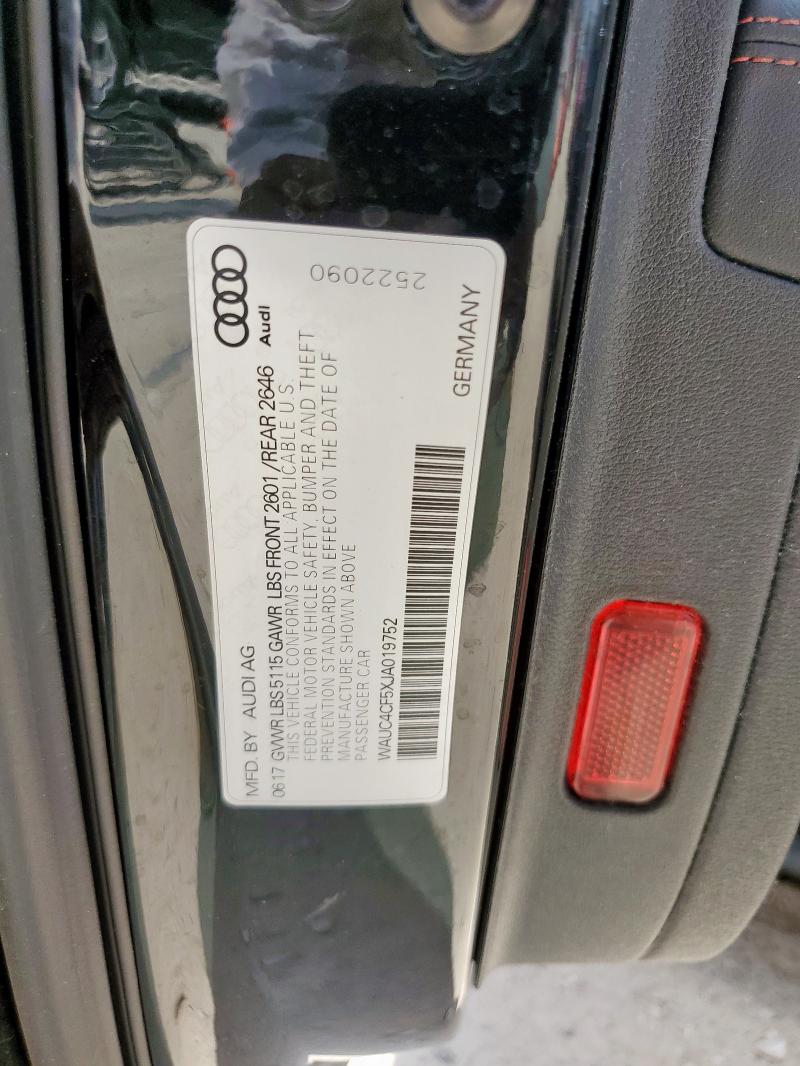 MFD. BY AUDI AG
Audi
06 17 GVWR LBS 5115 GAWR LBS FRONT 2601 /REAR 2646
THIS VEHICLE CONFORMS TO ALL APPLICABLE U.S.
FEDERAL MOTOR VEHICLE SAFETY, BUMPER AND THEFT
PREVENTION STANDARDS IN EFFECT ON THE DATE OF
MANUFACTURE SHOWN ABOVE
PASSENGER CAR
WAUC4CF5XJA019752
GERMANY
2522090